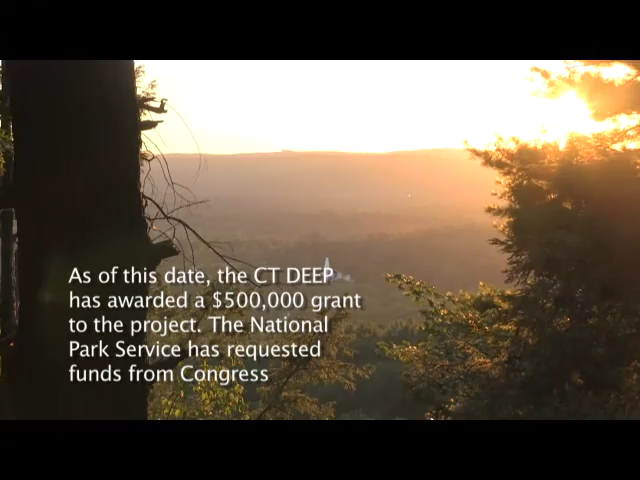 As of this date, the CT DEEP
has awarded a $500,000 grant
to the project. The National
Park Service has requested
funds from Congress